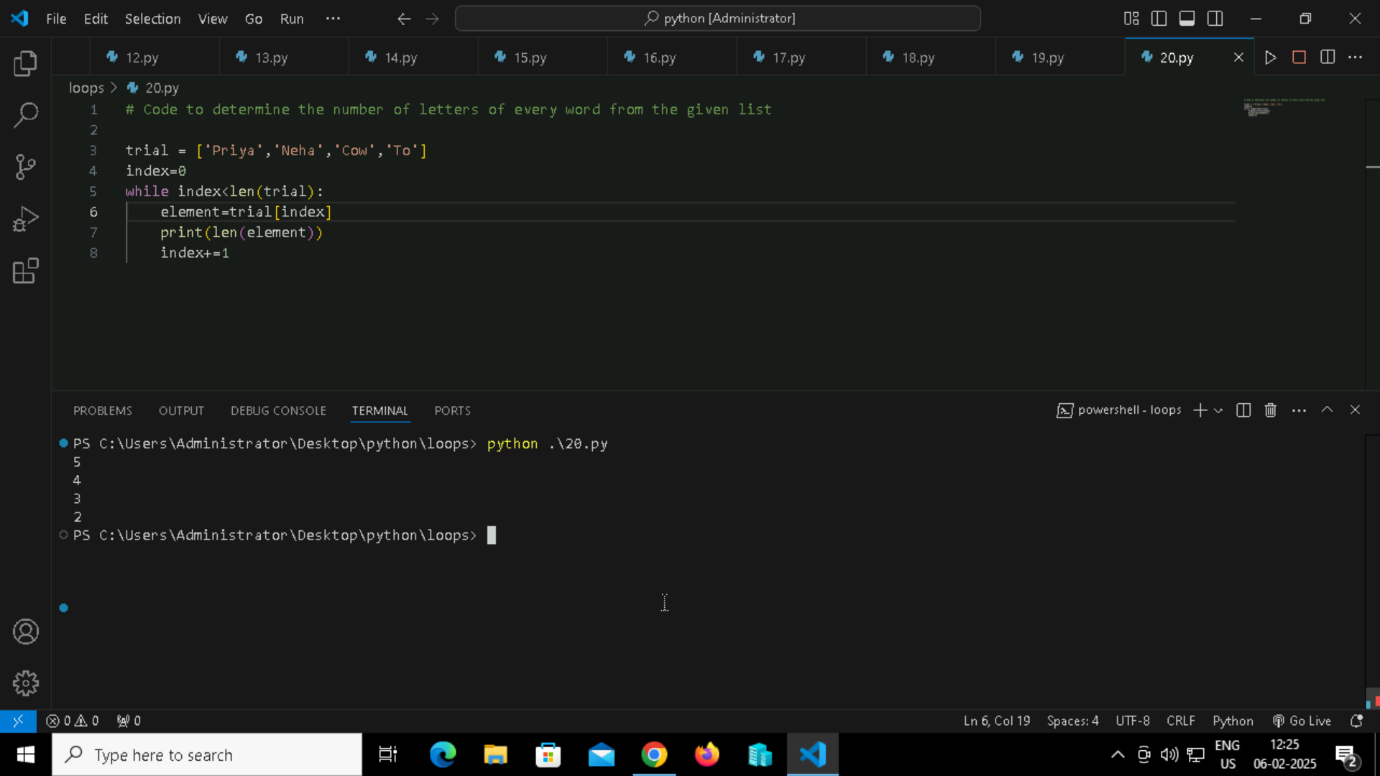 File Edit Selection View Go Run ··· python [Administrator]
12.py 13.py 14.py 15.py 16.py 17.py 18.py 19.py 20.py
loops > 20.py
1 # Code to determine the number of letters of every word from the given list
2
3 trial = ['Priya','Neha','Cow','To']
4 index=0
5 while index<len(trial):
6 element=trial[index]
7 print(len(element))
8 index+=1
PROBLEMS OUTPUT DEBUG CONSOLE TERMINAL PORTS powershell - loops
PS C:\Users\Administrator\Desktop\python\loops> python .\20.py
5
4
3
2
PS C:\Users\Administrator\Desktop\python\loops>
0 0 0 Ln 6, Col 19 Spaces: 4 UTF-8 CRLF Python Go Live
Type here to search ENG 12:25
US 06-02-2025 2